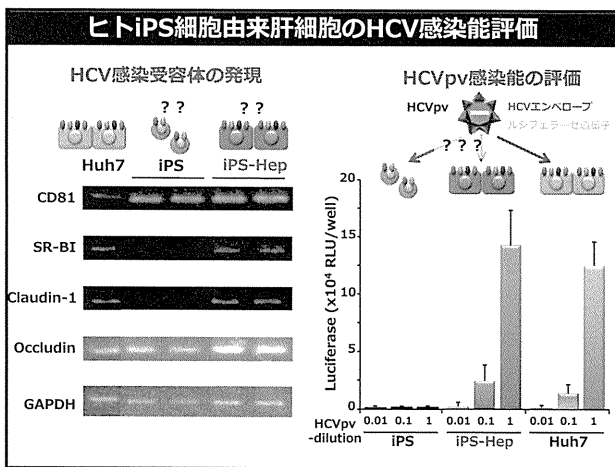 ヒトiPS細胞由来肝細胞のHCV感染能評価
HCV感染受容体の発現
? ?
? ?
Huh7 iPS iPS-Hep
CD81
SR-BI
Claudin-1
Occludin
GAPDH
HCVpv感染能の評価
HCVpv
HCVエンベロープ
ルシフェラーゼ遺伝子
? ? ?
Luciferase (x10⁴ RLU/well)
20
15
10
5
0
HCVpv -dilution
0.01 0.1 1 0.01 0.1 1 0.01 0.1 1
iPS iPS-Hep Huh7